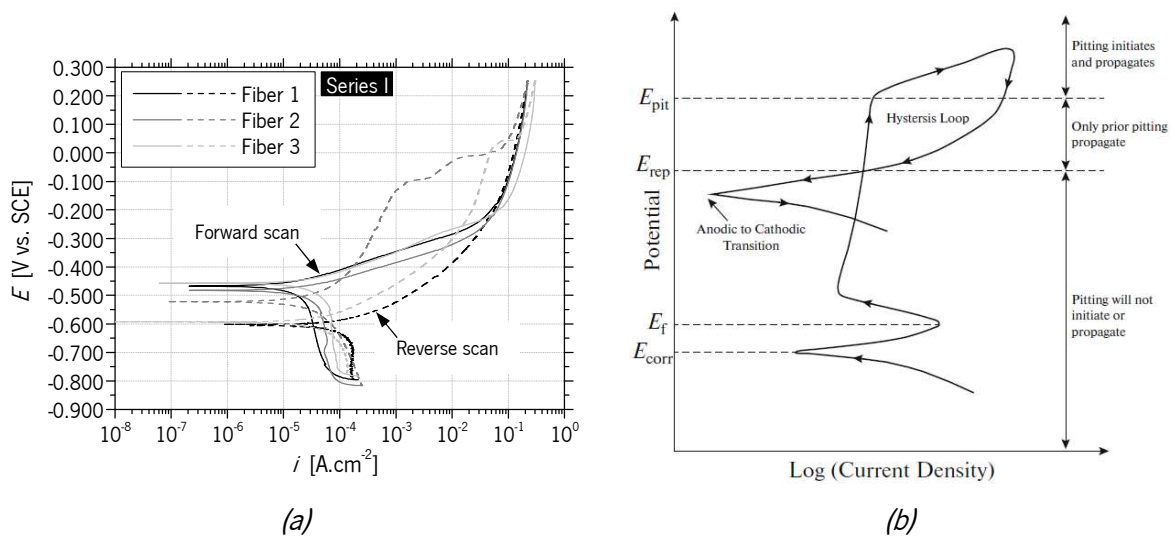 0.300
0.200
0.100
0.000
-0.100
-0.200
-0.300
-0.400
-0.500
-0.600
-0.700
-0.800
-0.900
E [V vs. SCE]
Fiber 1
Fiber 2
Fiber 3
Series I
Forward scan
Reverse scan
10⁻⁸ 10⁻⁷ 10⁻⁶ 10⁻⁵ 10⁻⁴ 10⁻³ 10⁻² 10⁻¹ 10⁰
i [A.cm⁻²]
(a)
Potential
E_pit
E_rep
E_f
E_corr
Hystersis Loop
Anodic to Cathodic
Transition
Pitting initiates
and propagates
Only prior pitting
propagate
Pitting will not
initiate or
propagate
Log (Current Density)
(b)